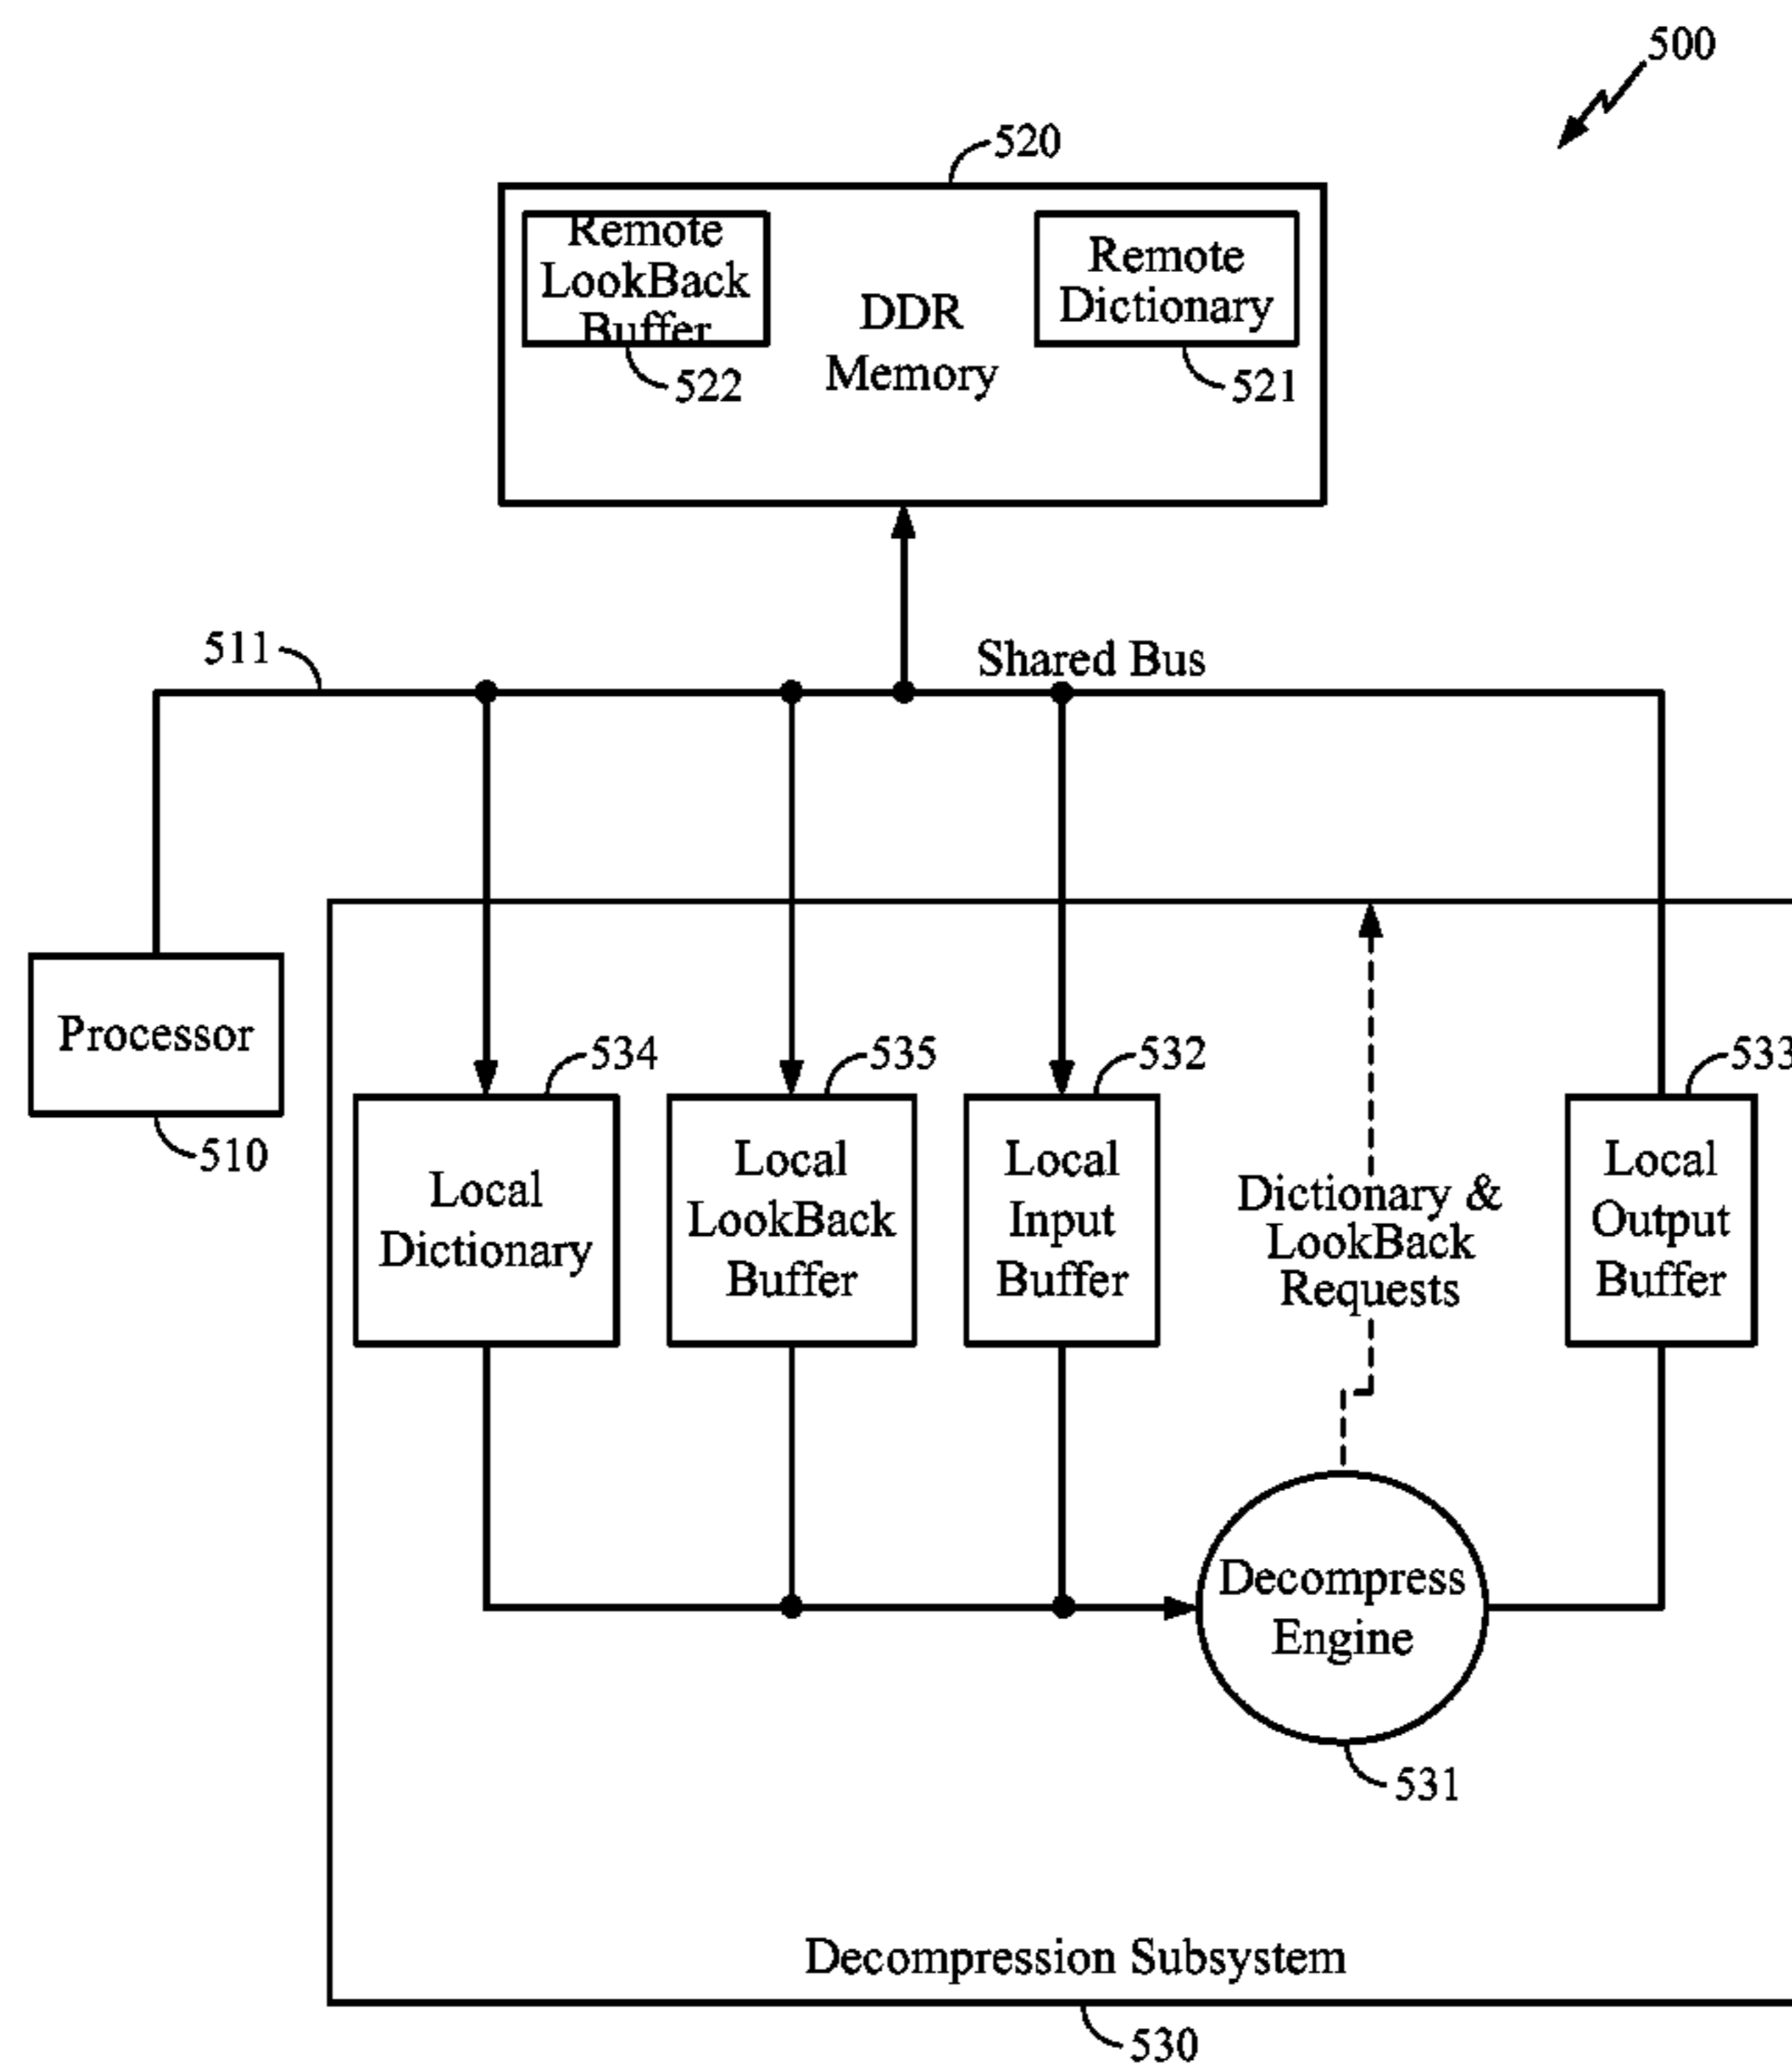 500
520
Remote
LookBack
Buffer
DDR
Memory
Remote
Dictionary
522
521
511
Shared Bus
Processor
510
534
535
532
533
Local
Dictionary
Local
LookBack
Buffer
Local
Input
Buffer
Dictionary &
LookBack
Requests
Local
Output
Buffer
Decompress
Engine
531
Decompression Subsystem
530